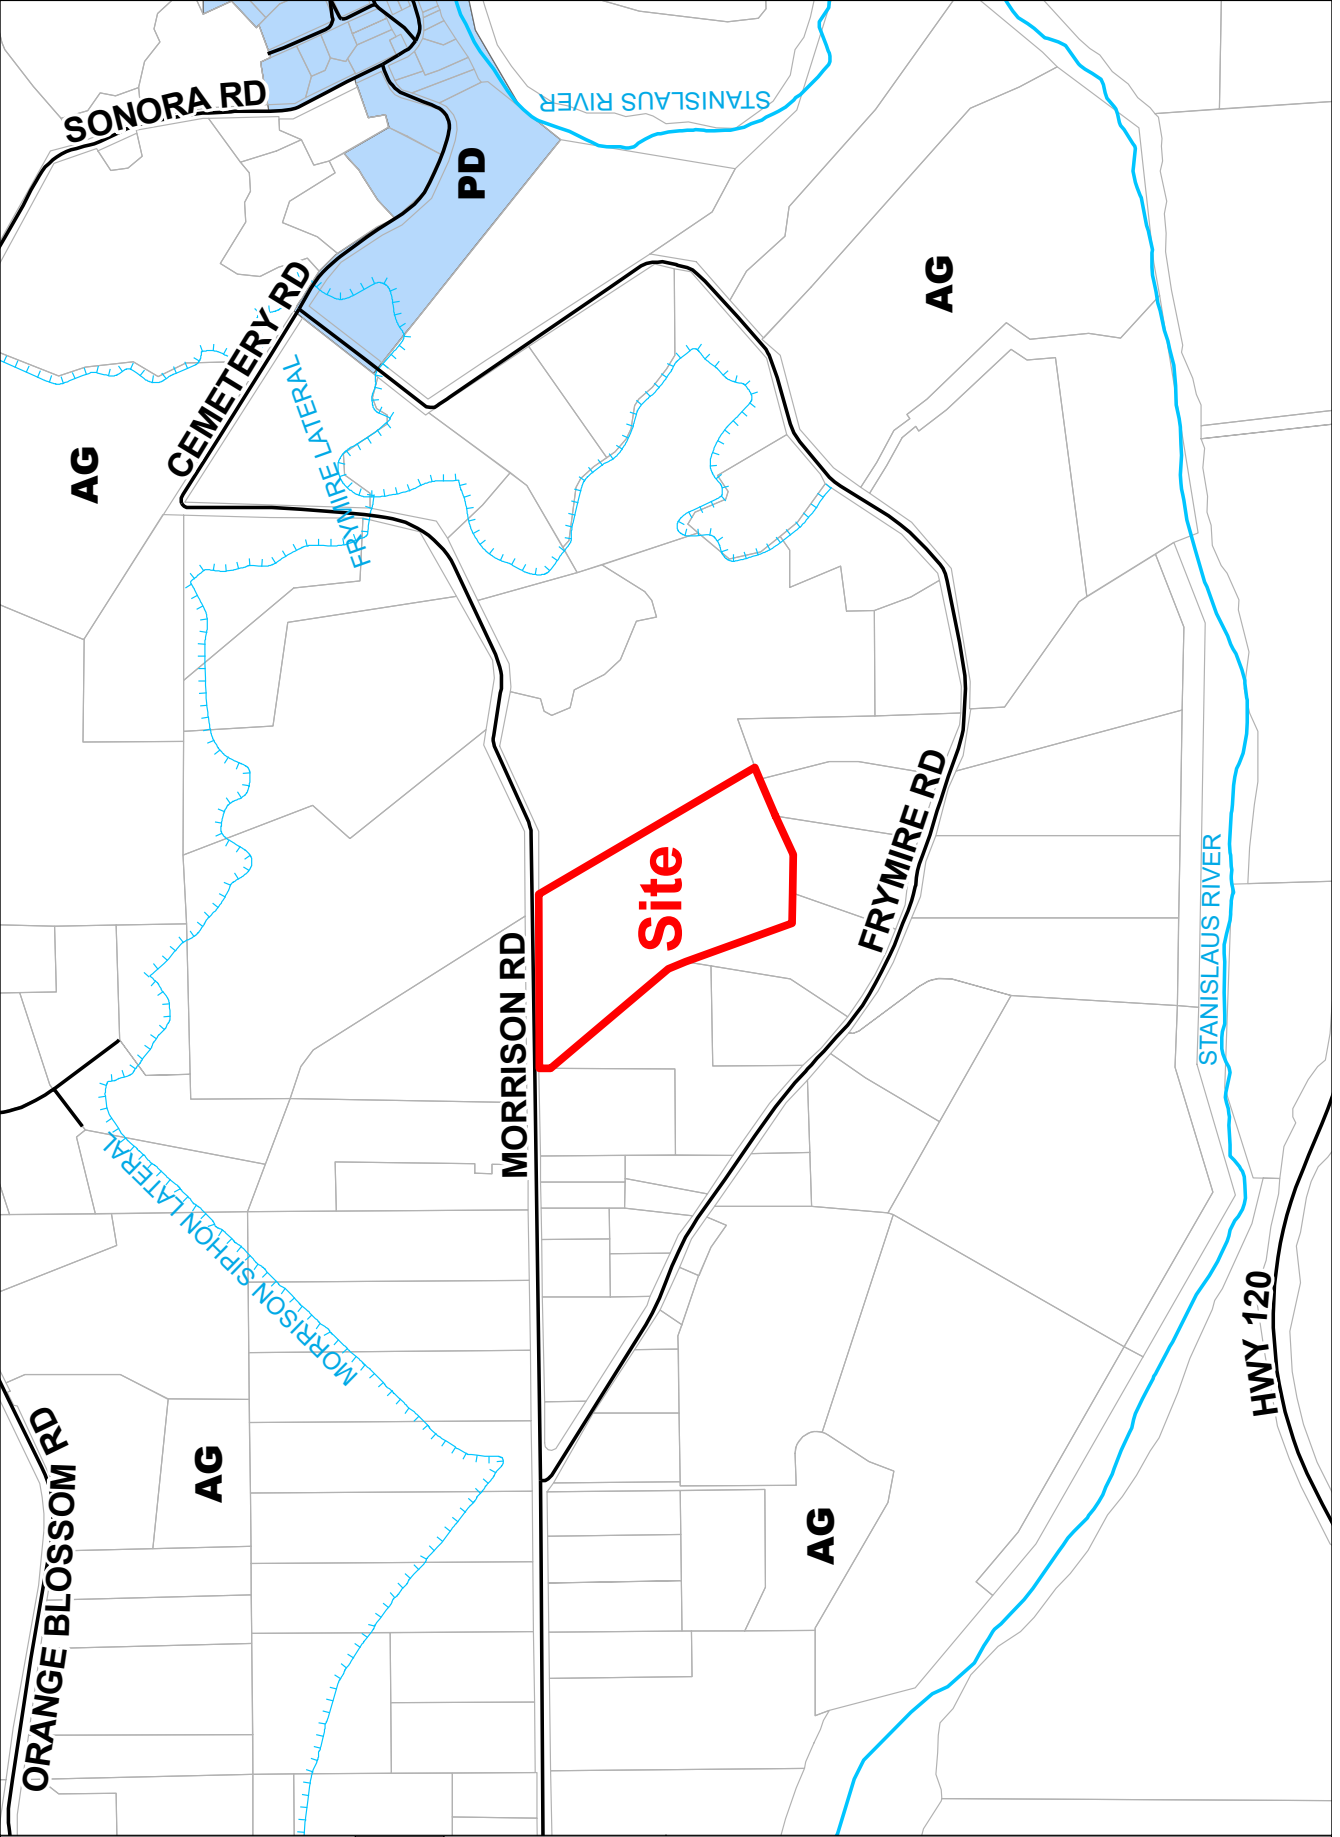 SONORA RD
STANISLAUS RIVER
PD
AG
CEMETERY RD
FRYMIRE LATERAL
AG
FRYMIRE RD
Site
MORRISON RD
STANISLAUS RIVER
MORRISON SIPHON LATERAL
HWY 120
ORANGE BLOSSOM RD
AG
AG